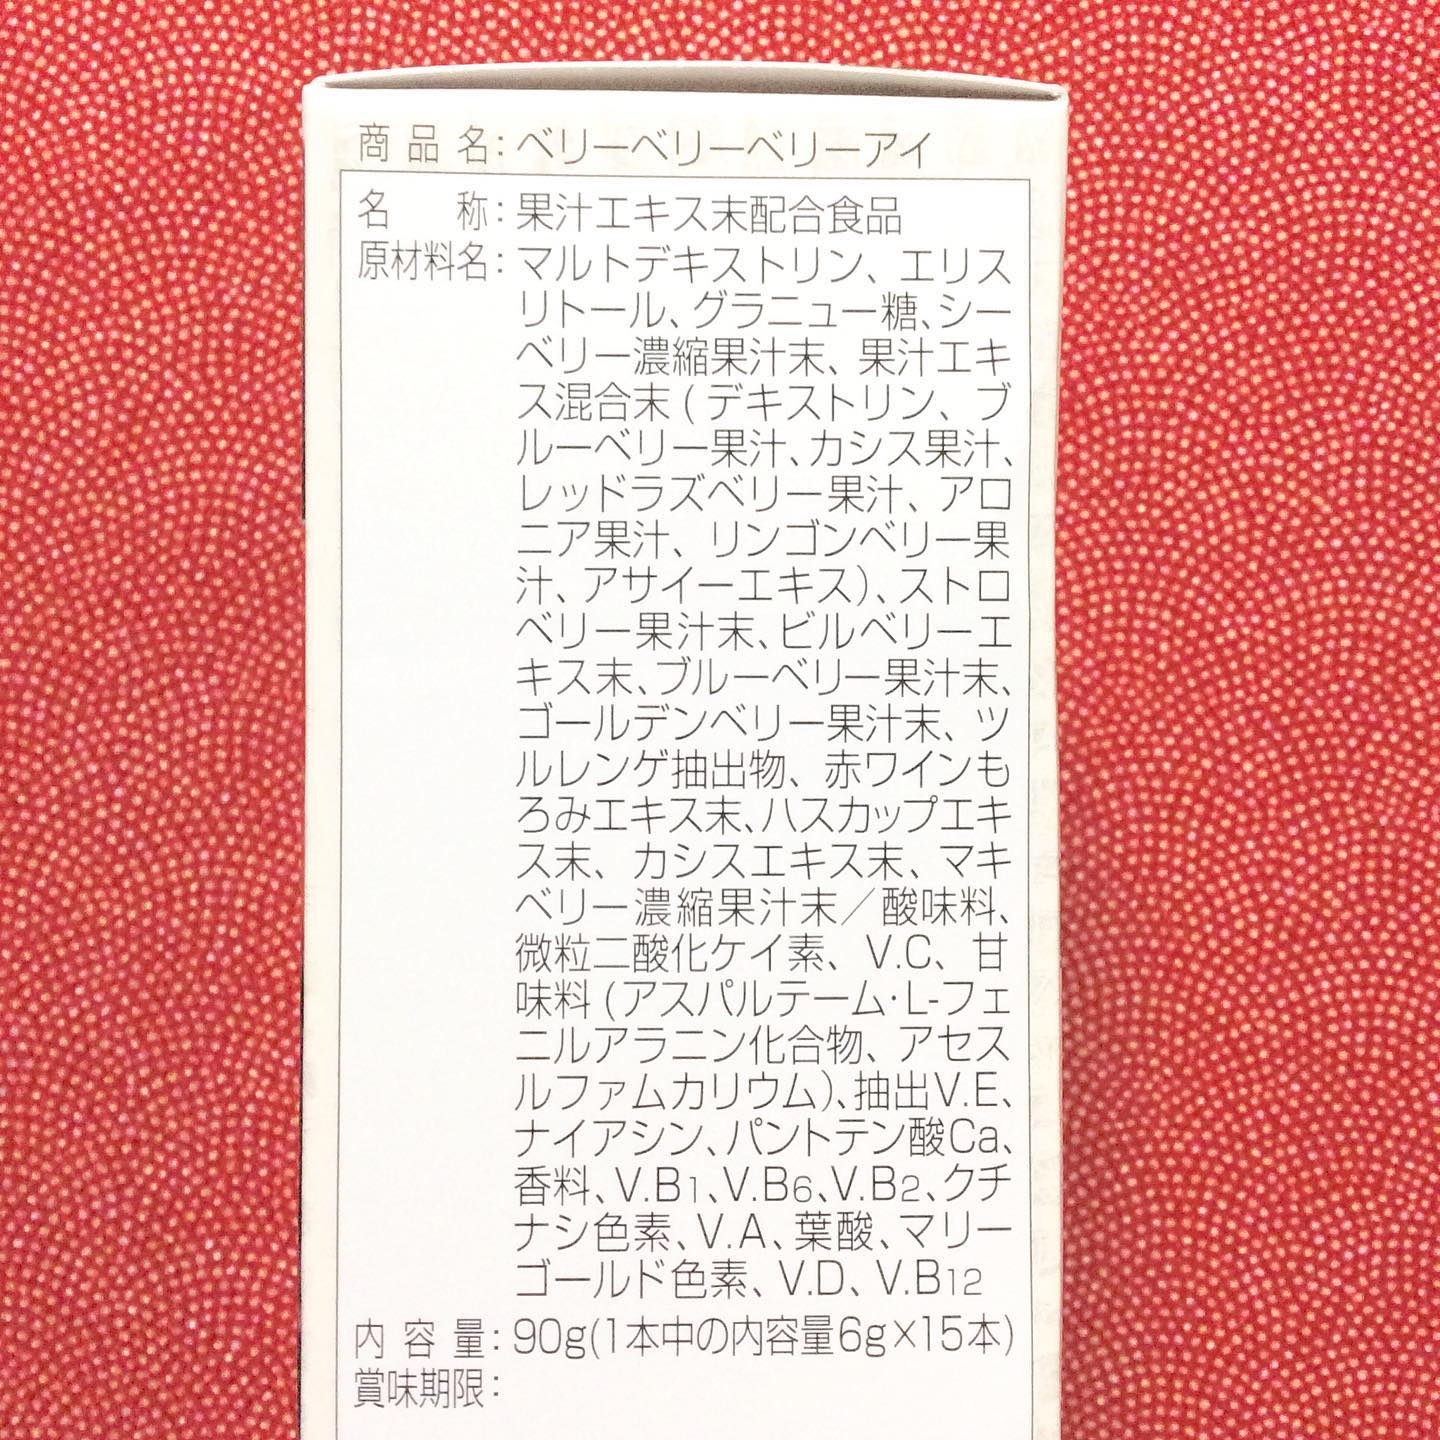 商品名：ベリーベリーベリーアイ
名称：果汁エキス末配合食品
原材料名：マルトデキストリン、エリス
リトール、グラニュー糖、シー
ベリー濃縮果汁末、果汁エキ
ス混合末(デキストリン、ブ
ルーベリー果汁、カシス果汁、
レッドラズベリー果汁、アロ
ニア果汁、リンゴンベリー果
汁、アサイーエキス)、ストロ
ベリー果汁末、ビルベリーエ
キス末、ブルーベリー果汁末、
ゴールデンベリー果汁末、ツ
ルレンゲ抽出物、赤ワインも
ろみエキス末、ハスカップエキ
ス末、カシスエキス末、マキ
ベリー濃縮果汁末／酸味料、
微粒二酸化ケイ素、V.C、甘
味料(アスパルテーム・L-フェ
ニルアラニン化合物、アセス
ルファムカリウム)、抽出V.E、
ナイアシン、パントテン酸Ca、
香料、V.B1、V.B6、V.B2、クチ
ナシ色素、V.A、葉酸、マリー
ゴールド色素、V.D、V.B12
内容量：90g(1本中の内容量6g×15本)
賞味期限：